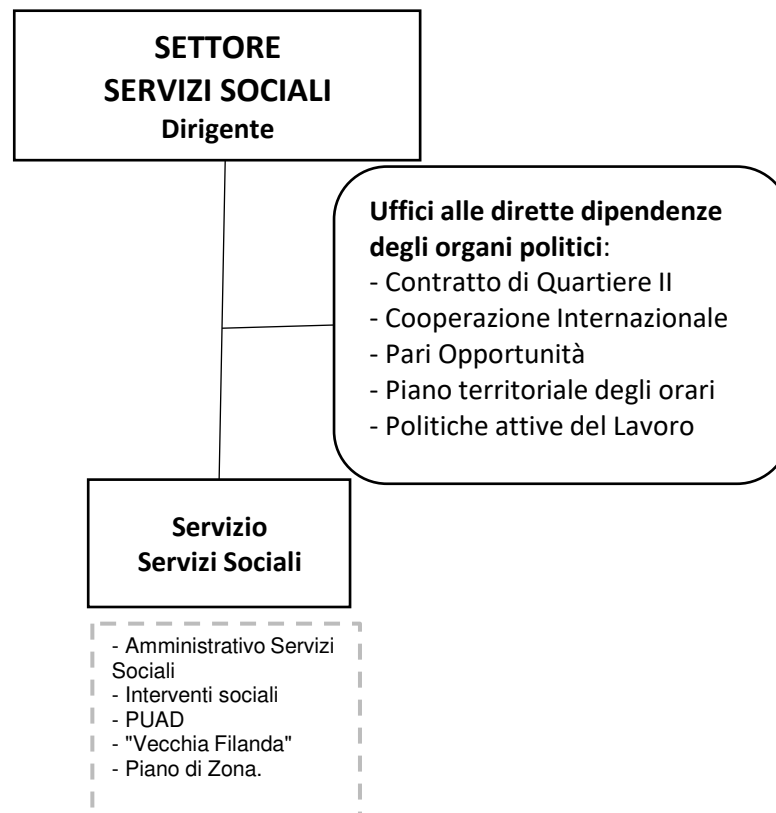 SETTORE
SERVIZI SOCIALI
Dirigente
Uffici alle dirette dipendenze
degli organi politici:
- Contratto di Quartiere II
- Cooperazione Internazionale
- Pari Opportunità
- Piano territoriale degli orari
- Politiche attive del Lavoro
Servizio
Servizi Sociali
- Amministrativo Servizi
Sociali
- Interventi sociali
- PUAD
- "Vecchia Filanda"
- Piano di Zona.